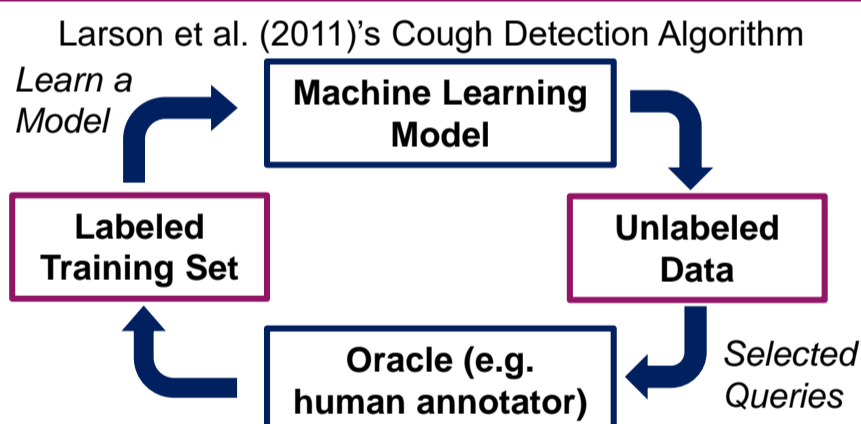 Larson et al. (2011)'s Cough Detection Algorithm
Learn a
Model
Machine Learning
Model
Labeled
Training Set
Unlabeled
Data
Oracle (e.g.
human annotator)
Selected
Queries